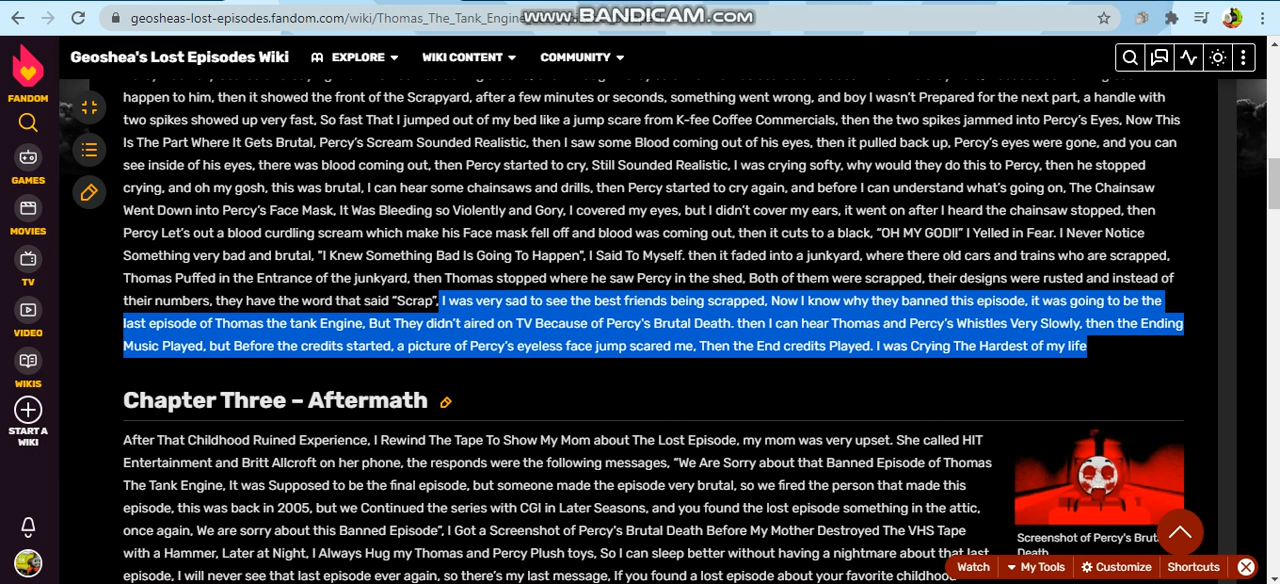 geosheas-lost-episodes.fandom.com/wiki/Thomas_The_Tank_Engine
www.BANDICAM.com
Geoshea's Lost Episodes Wiki
EXPLORE
WIKI CONTENT
COMMUNITY
FANDOM
GAMES
MOVIES
TV
VIDEO
WIKIS
START A
WIKI
happen to him, then it showed the front of the Scrapyard, after a few minutes or seconds, something went wrong, and boy I wasn't Prepared for the next part, a handle with
two spikes showed up very fast, So fast That I jumped out of my bed like a jump scare from K-fee Coffee Commercials, then the two spikes jammed into Percy's Eyes, Now This
Is The Part Where It Gets Brutal, Percy's Scream Sounded Realistic, then I saw some Blood coming out of his eyes, then it pulled back up, Percy's eyes were gone, and you can
see inside of his eyes, there was blood coming out, then Percy started to cry, Still Sounded Realistic, I was crying softy, why would they do this to Percy, then he stopped
crying, and oh my gosh, this was brutal, I can hear some chainsaws and drills, then Percy started to cry again, and before I can understand what's going on, The Chainsaw
Went Down into Percy's Face Mask, It Was Bleeding so Violently and Gory, I covered my eyes, but I didn't cover my ears, it went on after I heard the chainsaw stopped, then
Percy Let's out a blood curdling scream which make his Face mask fell off and blood was coming out, then it cuts to a black, "OH MY GOD!!" I Yelled in Fear. I Never Notice
Something very bad and brutal, "I Knew Something Bad Is Going To Happen", I Said To Myself. then it faded into a junkyard, where there old cars and trains who are scrapped,
Thomas Puffed in the Entrance of the junkyard, then Thomas stopped where he saw Percy in the shed, Both of them were scrapped, their designs were rusted and instead of
their numbers, they have the word that said "Scrap", I was very sad to see the best friends being scrapped, Now I know why they banned this episode, it was going to be the
last episode of Thomas the tank Engine, But They didn't aired on TV Because of Percy's Brutal Death. then I can hear Thomas and Percy's Whistles Very Slowly, then the Ending
Music Played, but Before the credits started, a picture of Percy's eyeless face jump scared me, Then the End credits Played. I was Crying The Hardest of my life
Chapter Three – Aftermath
After That Childhood Ruined Experience, I Rewind The Tape To Show My Mom about The Lost Episode, my mom was very upset. She called HIT
Entertainment and Britt Allcroft on her phone, the responds were the following messages, "We Are Sorry about that Banned Episode of Thomas
The Tank Engine, It was Supposed to be the final episode, but someone made the episode very brutal, so we fired the person that made this
episode, this was back in 2005, but we Continued the series with CGI in Later Seasons, and you found the lost episode something in the attic,
once again, We are sorry about this Banned Episode", I Got a Screenshot of Percy's Brutal Death Before My Mother Destroyed The VHS Tape
with a Hammer, Later at Night, I Always Hug my Thomas and Percy Plush toys, So I can sleep better without having a nightmare about that last
episode, I will never see that last episode ever again, so there's my last message, If you found a lost episode about your favorite childhood
Screenshot of Percy's
Death
Watch
My Tools
Customize
Shortcuts